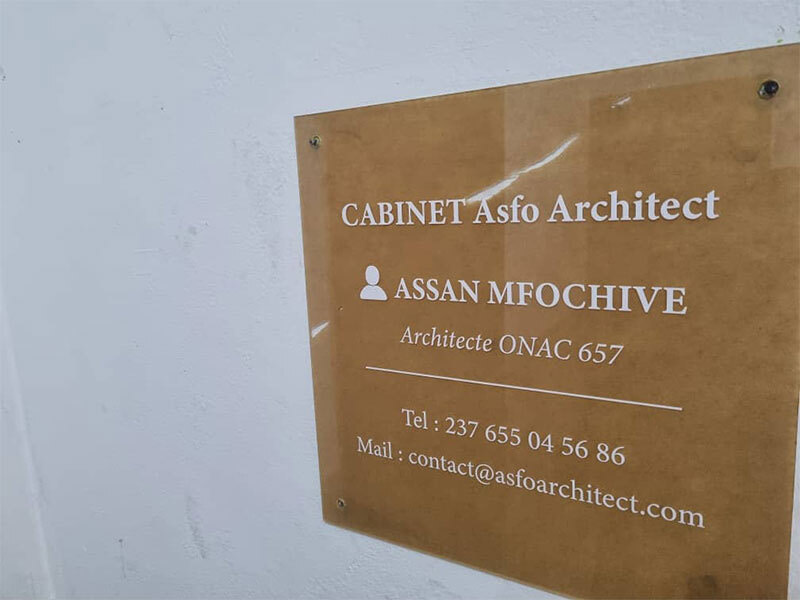 CABINET Asfo Architect
ASSAN MFOCHIVE
Architecte ONAC 657
Tel : 237 655 04 56 86
Mail : contact@asfoarchitect.com